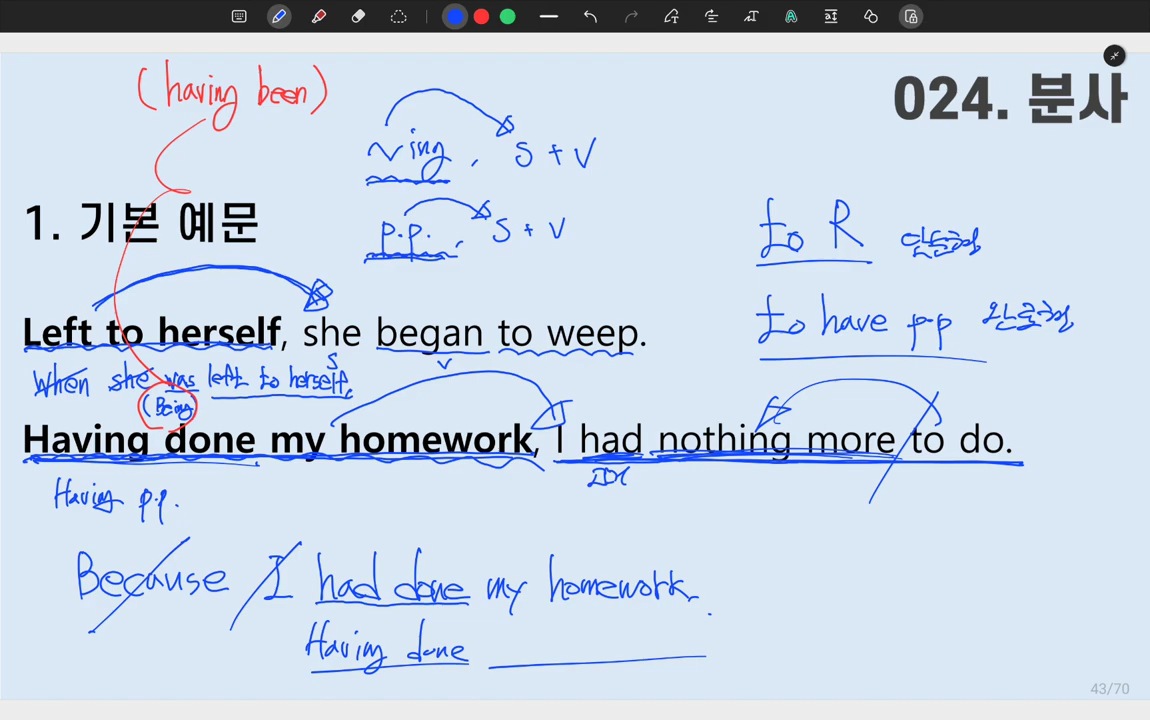 (having been)
024. 분사
~ing, S + V
1. 기본 예문
p.p., S + V
to R 단순형
Left to herself, she began to weep.
to have p.p 완료형
S
V
When she was left to herself,
(Being)
Having done my homework, I had nothing more to do.
Having p.p.
Because I had done my homework,
Having done
43/70